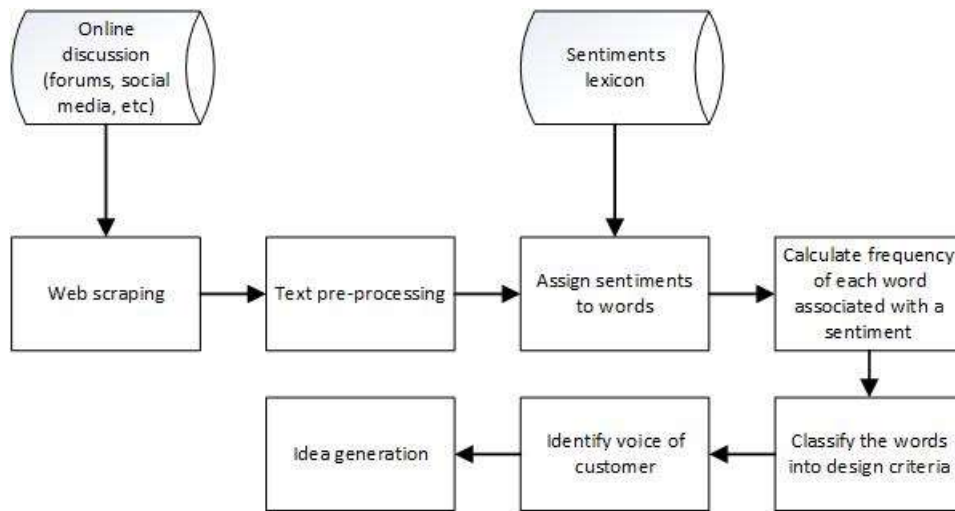 Online
discussion
(forums, social
media, etc)
Sentiments
lexicon
Web scraping
Text pre-processing
Assign sentiments
to words
Calculate frequency
of each word
associated with a
sentiment
Classify the words
into design criteria
Identify voice of
customer
Idea generation